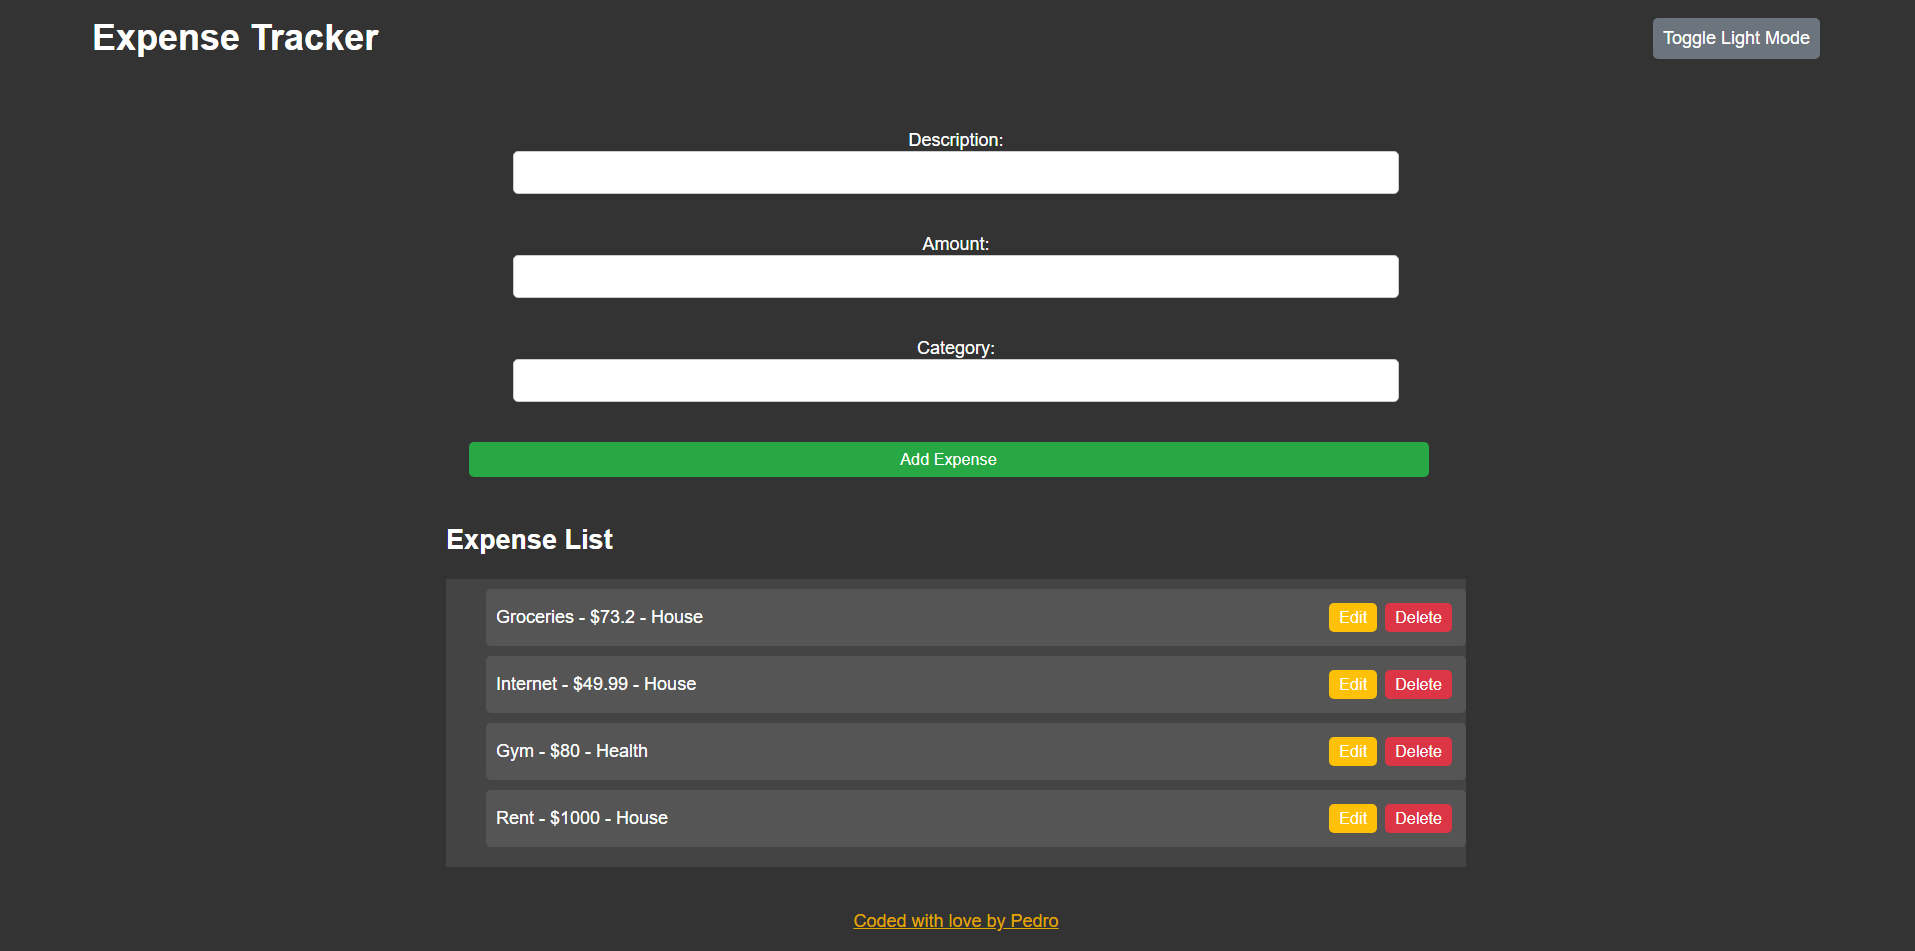 Expense Tracker
Toggle Light Mode
Description:
Amount:
Category:
Add Expense
Expense List
Groceries - $73.2 - House
Edit
Delete
Internet - $49.99 - House
Edit
Delete
Gym - $80 - Health
Edit
Delete
Rent - $1000 - House
Edit
Delete
Coded with love by Pedro